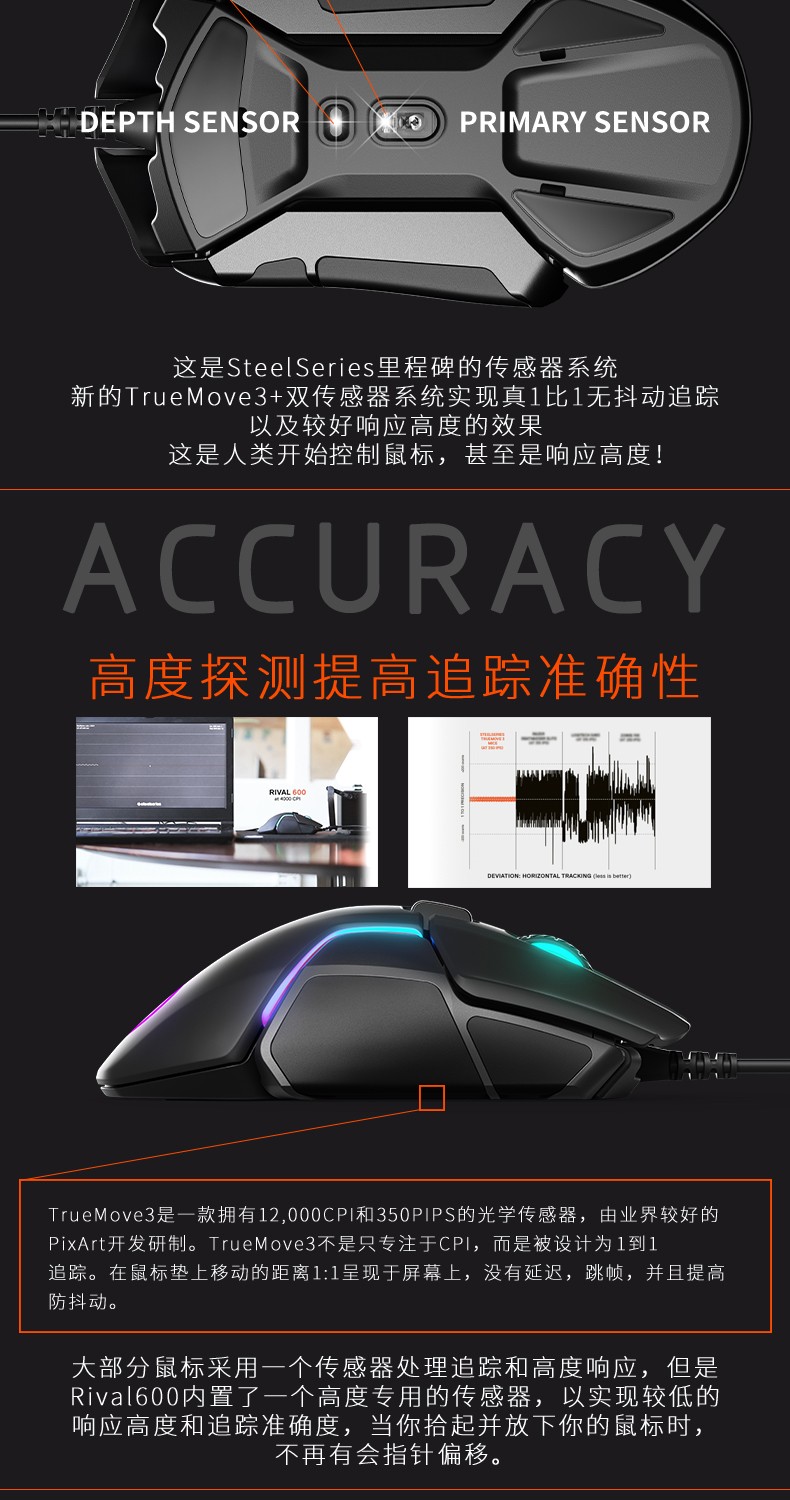 DEPTH SENSOR
PRIMARY SENSOR
这是SteelSeries里程碑的传感器系统
新的TrueMove3+双传感器系统实现真1比1无抖动追踪
以及较好响应高度的效果
这是人类开始控制鼠标，甚至是响应高度！
ACCURACY
高度探测提高追踪准确性
RIVAL 600
at 4000 CPI
STEELSERIES
TRUEMOVE 3
MICE
1 TO 1 PRECISION
DEVIATION: HORIZONTAL TRACKING (less is better)
TrueMove3是一款拥有12,000CPI和350PIPS的光学传感器，由业界较好的
PixArt开发研制。TrueMove3不是只专注于CPI，而是被设计为1到1
追踪。在鼠标垫上移动的距离1:1呈现于屏幕上，没有延迟，跳帧，并且提高
防抖动。
大部分鼠标采用一个传感器处理追踪和高度响应，但是
Rival600内置了一个高度专用的传感器，以实现较低的
响应高度和追踪准确度，当你拾起并放下你的鼠标时，
不再有会指针偏移。